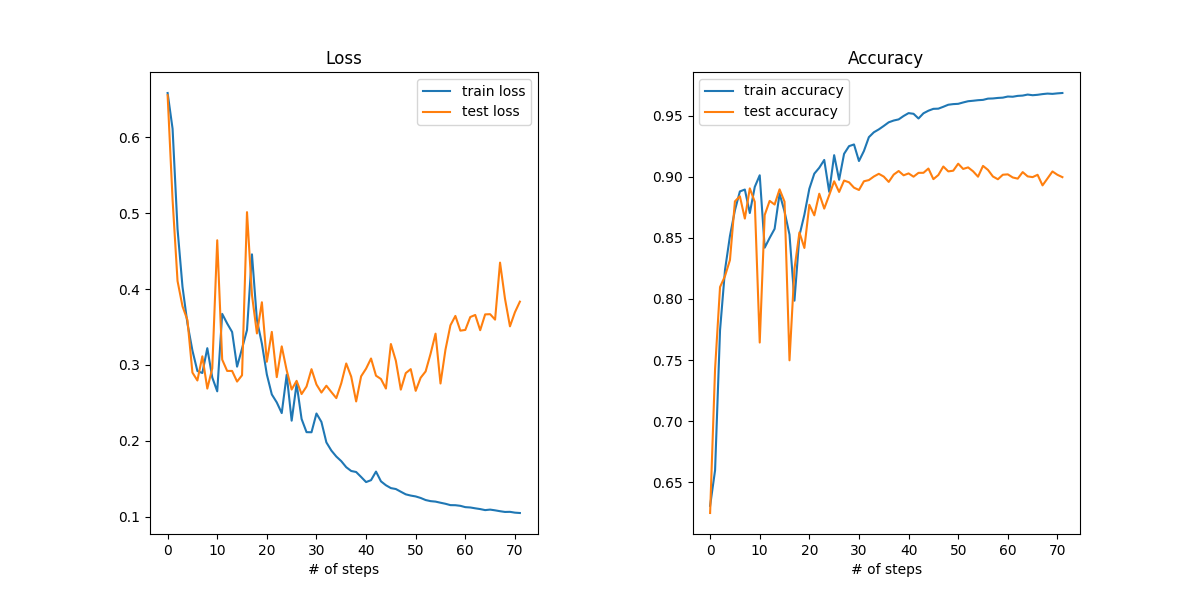 Loss
train loss
test loss
0.6
0.5
0.4
0.3
0.2
0.1
0 10 20 30 40 50 60 70
# of steps
Accuracy
train accuracy
test accuracy
0.95
0.90
0.85
0.80
0.75
0.70
0.65
0 10 20 30 40 50 60 70
# of steps